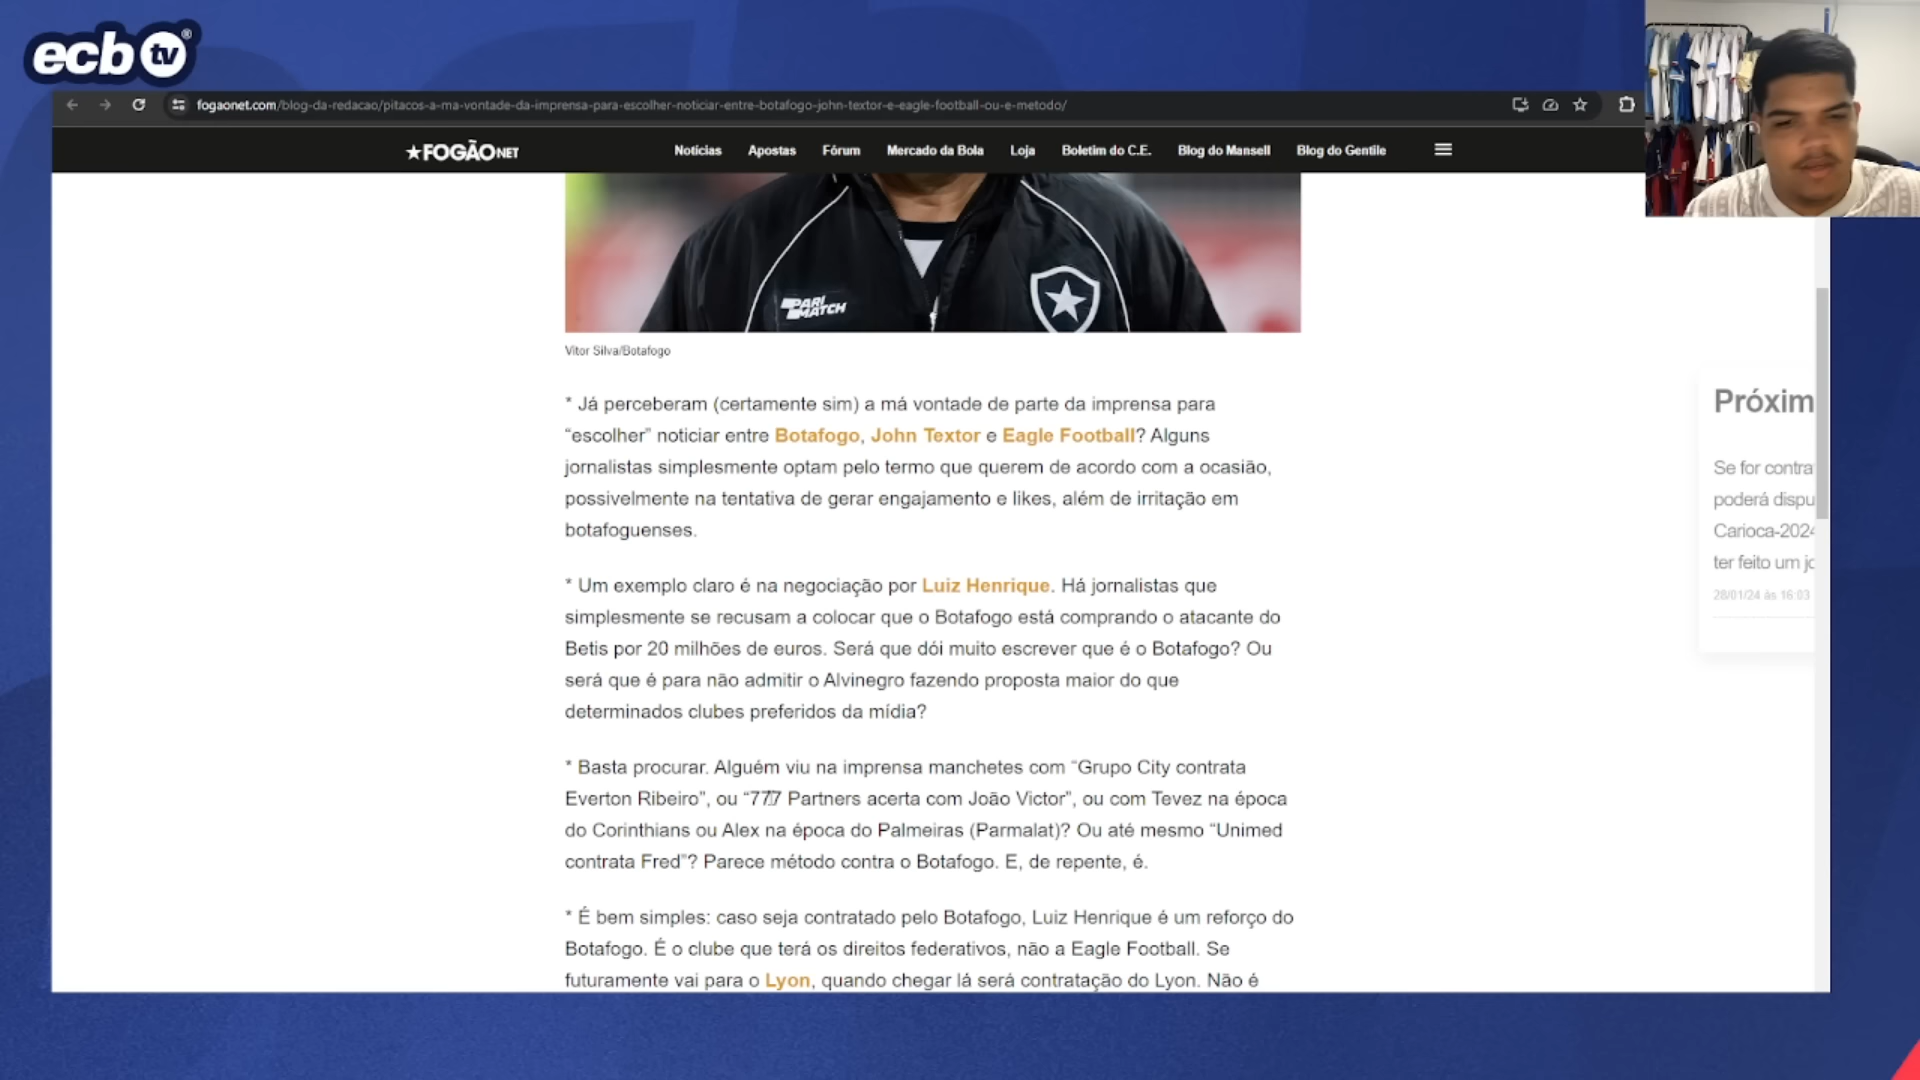 ecb tv®
fogaonet.com/blog-da-redacao/pitacos-a-ma-vontade-da-imprensa-para-escolher-noticiar-entre-botafogo-john-textor-e-eagle-football-ou-e-metodo/
FOGÃONET
Notícias Apostas Fórum Mercado da Bola Loja Boletim do C.E. Blog do Mansell Blog do Gentile
PARI
MATCH
Vitor Silva/Botafogo
* Já perceberam (certamente sim) a má vontade de parte da imprensa para
“escolher” noticiar entre Botafogo, John Textor e Eagle Football? Alguns
jornalistas simplesmente optam pelo termo que querem de acordo com a ocasião,
possivelmente na tentativa de gerar engajamento e likes, além de irritação em
botafoguenses.
* Um exemplo claro é na negociação por Luiz Henrique. Há jornalistas que
simplesmente se recusam a colocar que o Botafogo está comprando o atacante do
Betis por 20 milhões de euros. Será que dói muito escrever que é o Botafogo? Ou
será que é para não admitir o Alvinegro fazendo proposta maior do que
determinados clubes preferidos da mídia?
* Basta procurar. Alguém viu na imprensa manchetes com “Grupo City contrata
Everton Ribeiro”, ou “777 Partners acerta com João Victor”, ou com Tevez na época
do Corinthians ou Alex na época do Palmeiras (Parmalat)? Ou até mesmo “Unimed
contrata Fred”? Parece método contra o Botafogo. E, de repente, é.
* É bem simples: caso seja contratado pelo Botafogo, Luiz Henrique é um reforço do
Botafogo. É o clube que terá os direitos federativos, não a Eagle Football. Se
futuramente vai para o Lyon, quando chegar lá será contratação do Lyon. Não é
Próxim
Se for contra
poderá dispu
Carioca-2024
ter feito um jo
28/01/24 às 16:03